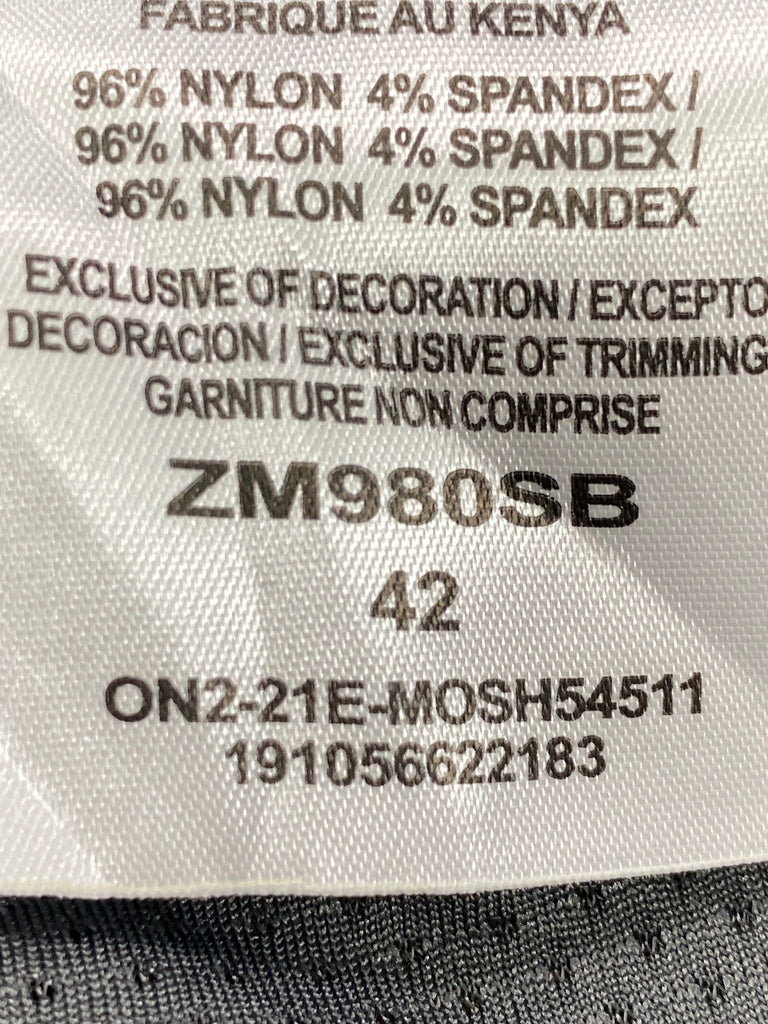 FABRIQUE AU KENYA
96% NYLON 4% SPANDEX /
96% NYLON 4% SPANDEX /
96% NYLON 4% SPANDEX
EXCLUSIVE OF DECORATION / EXCEPTO
DECORACION / EXCLUSIVE OF TRIMMING
GARNITURE NON COMPRISE
ZM980SB
42
ON2-21E-MOSH54511
191056622183